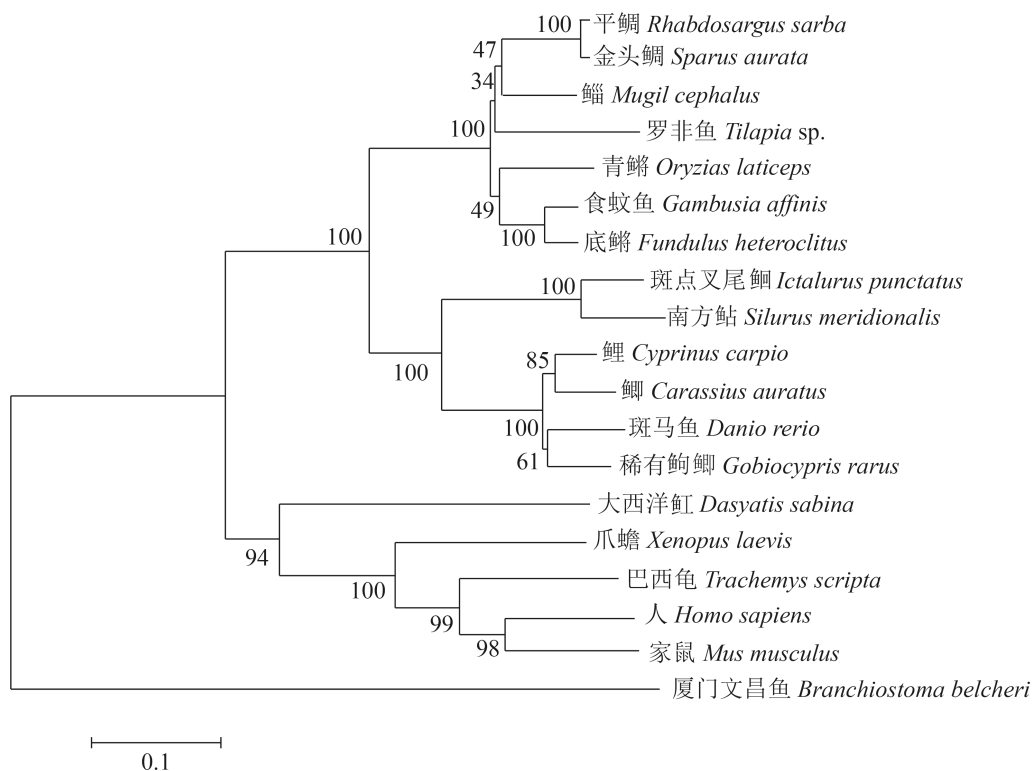 100
平鲷 Rhabdosargus sarba
47
金头鲷 Sparus aurata
34
鲻 Mugil cephalus
100
罗非鱼 Tilapia sp.
青鳉 Oryzias laticeps
49
食蚊鱼 Gambusia affinis
100
底鳉 Fundulus heteroclitus
100
100
斑点叉尾鮰 Ictalurus punctatus
南方鲇 Silurus meridionalis
100
85
鲤 Cyprinus carpio
鲫 Carassius auratus
100
斑马鱼 Danio rerio
61
稀有鮈鲫 Gobiocypris rarus
大西洋魟 Dasyatis sabina
94
爪蟾 Xenopus laevis
100
巴西龟 Trachemys scripta
99
人 Homo sapiens
98
家鼠 Mus musculus
厦门文昌鱼 Branchiostoma belcheri
0.1